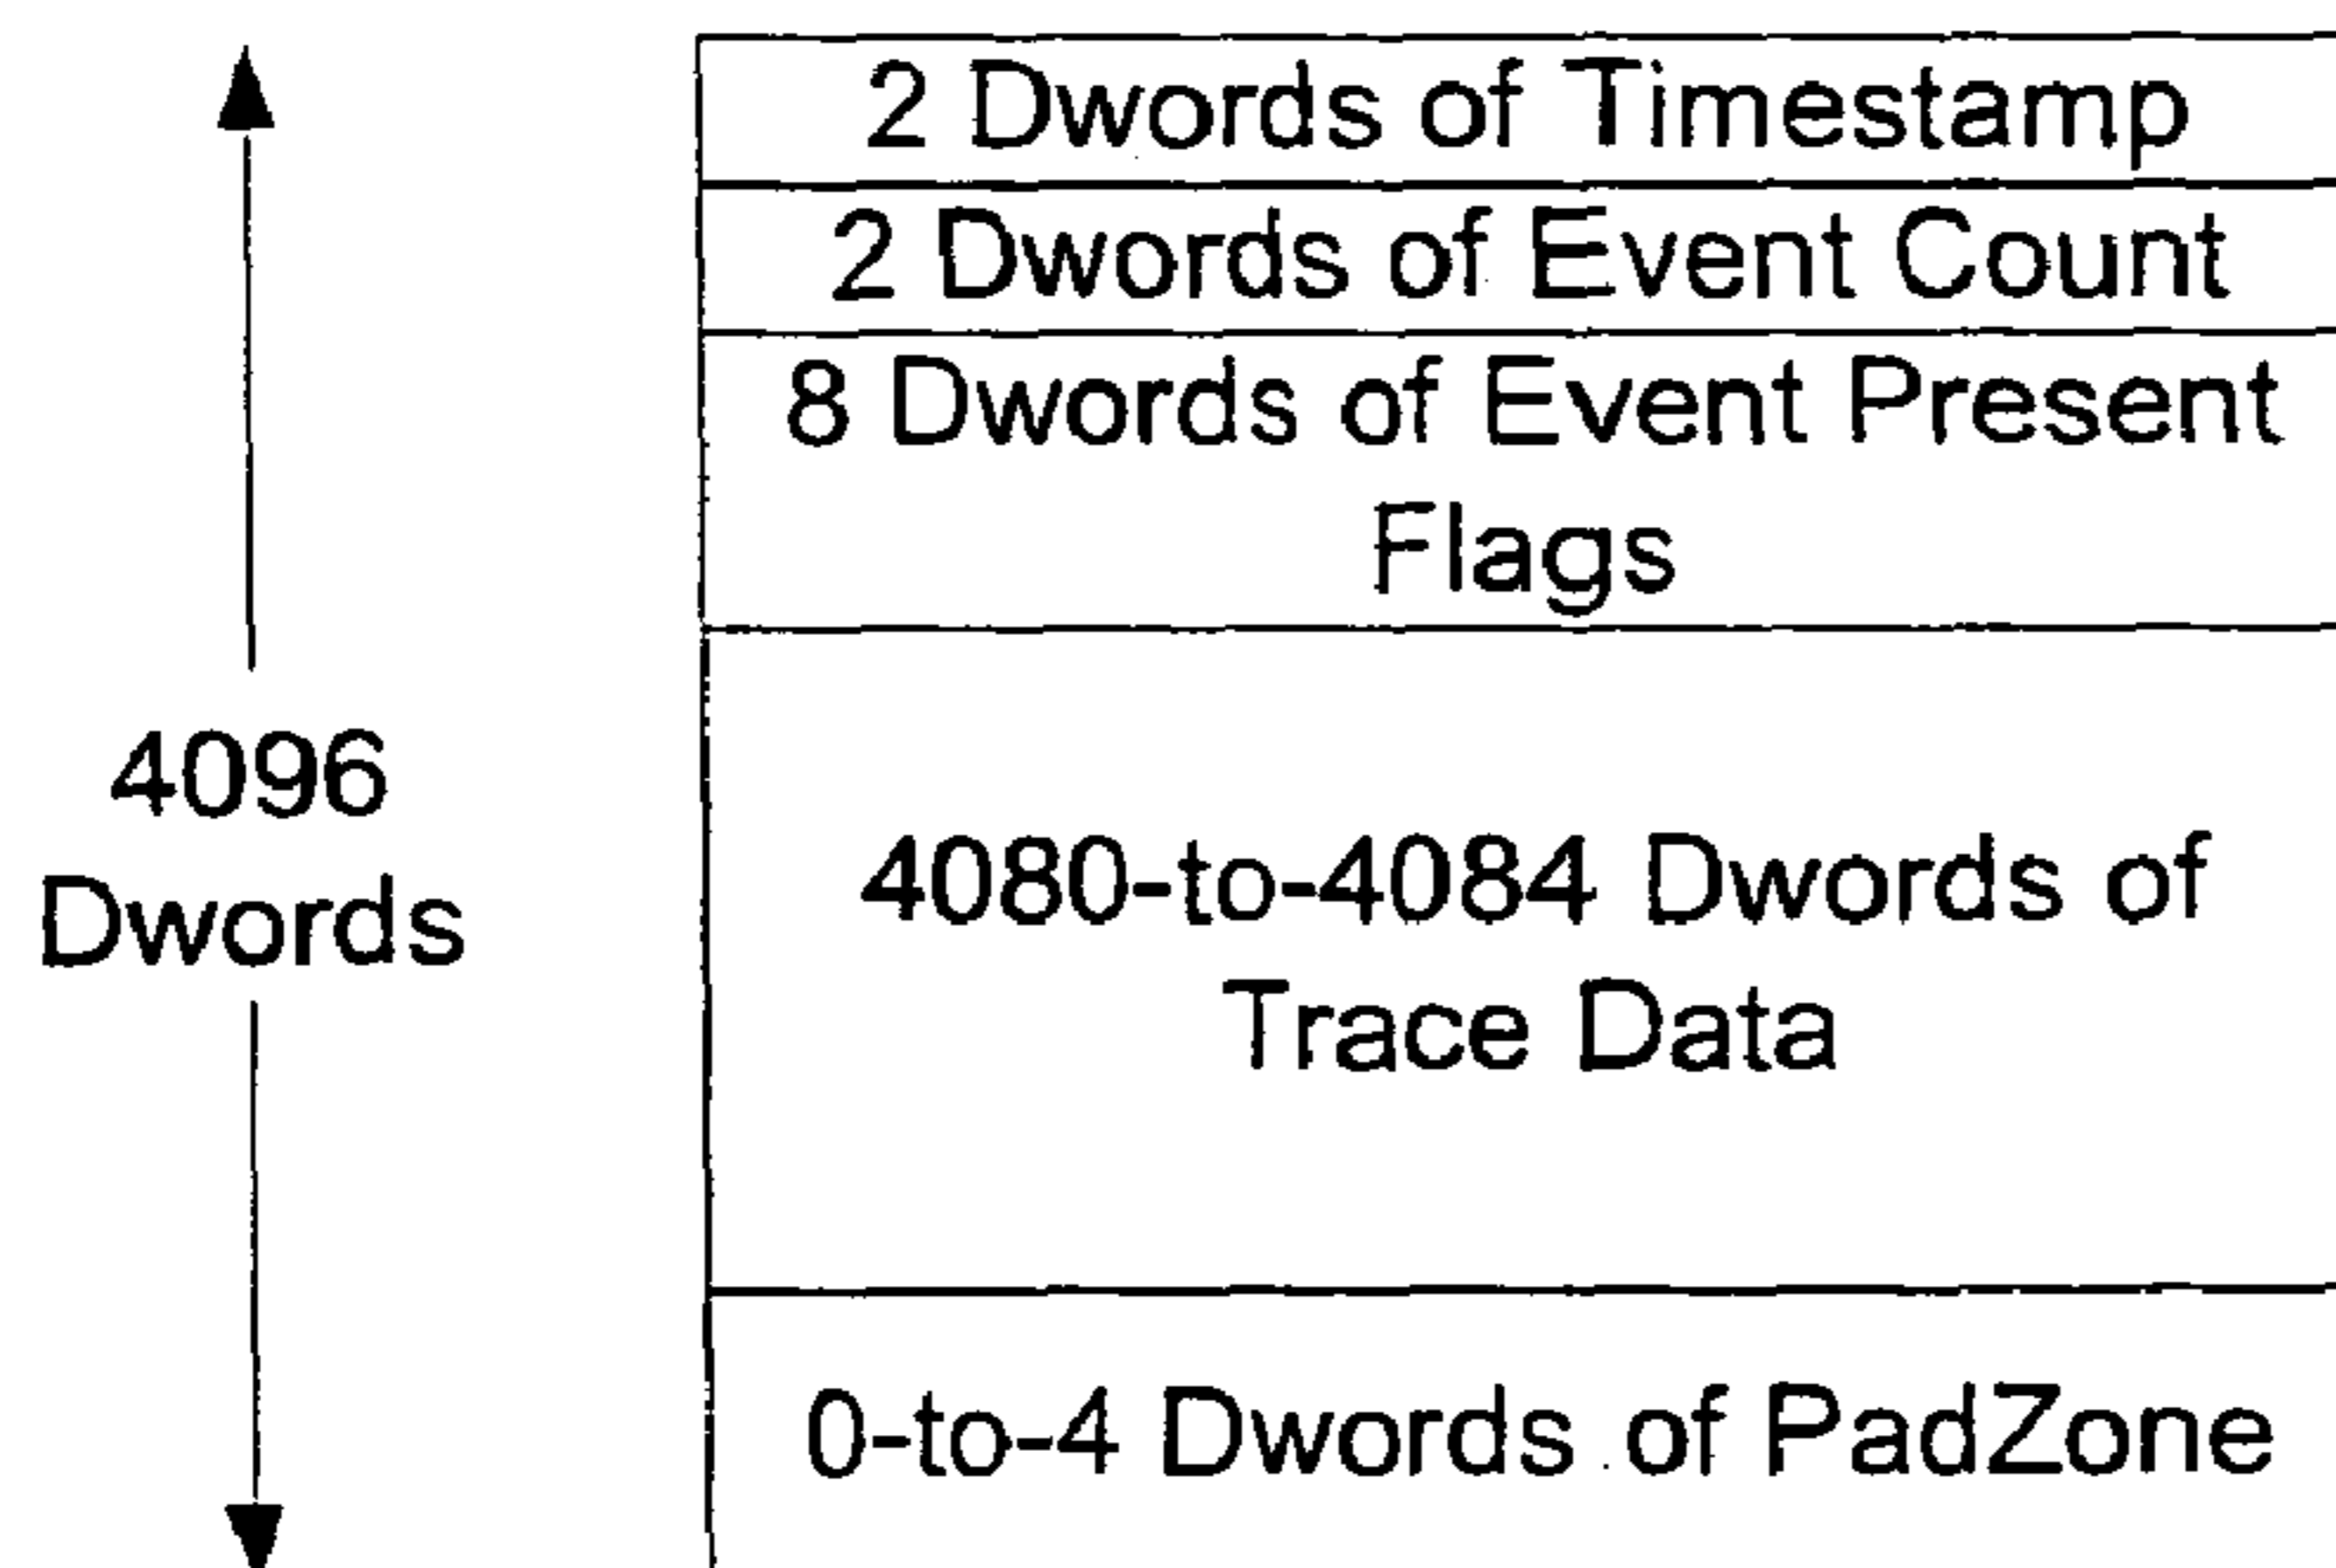 4096
Dwords
2 Dwords of Timestamp
2 Dwords of Event Count
8 Dwords of Event Present
Flags
4080-to-4084 Dwords of
Trace Data
0-to-4 Dwords of PadZone